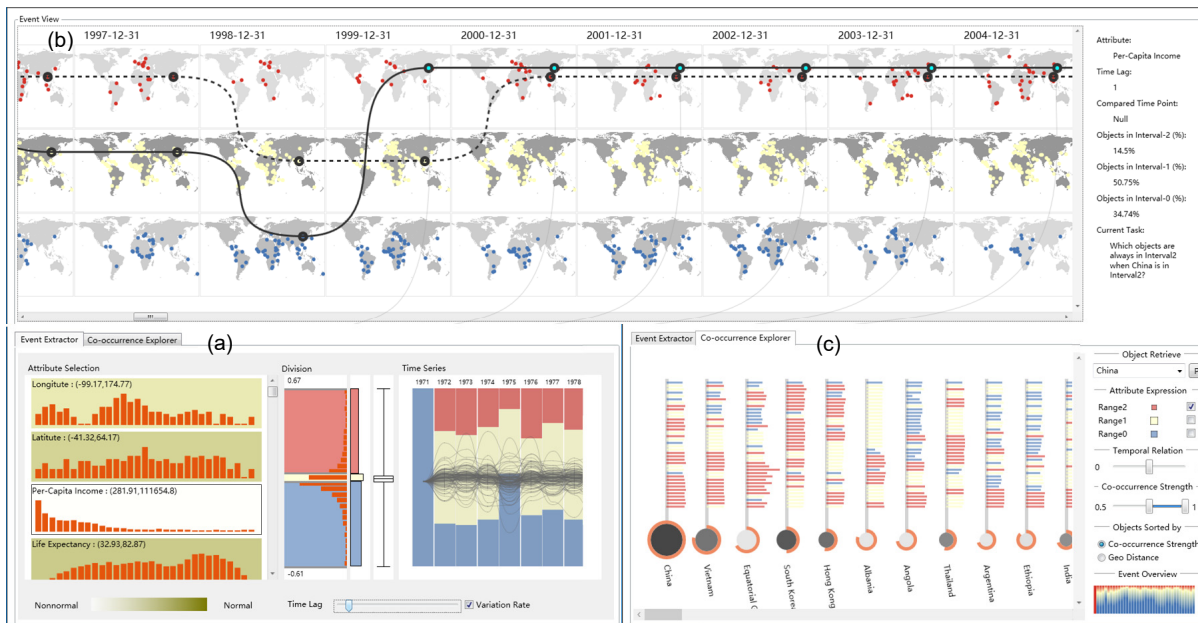 Event View
(b)
1997-12-31
1998-12-31
1999-12-31
2000-12-31
2001-12-31
2002-12-31
2003-12-31
2004-12-31
Attribute:
Per-Capita Income
Time Lag:
1
Compared Time Point:
Null
Objects in Interval-2 (%):
14.5%
Objects in Interval-1 (%):
50.75%
Objects in Interval-0 (%):
34.74%
Current Task:
Which objects are
always in Interval2
when China is in
Interval2?
Event Extractor
Co-occurrence Explorer
(a)
Attribute Selection
Longitute : (-99.17,174.77)
Latitute : (-41.32,64.17)
Per-Capita Income : (281.91,111654.8)
Life Expectancy : (32.93,82.87)
Nonnormal
Normal
Division
0.67
-0.61
Time Series
1971
1972
1973
1974
1975
1976
1977
1978
Time Lag
Variation Rate
Event Extractor
Co-occurrence Explorer
(c)
China
Vietnam
Equatorial G
South Kore
Hong Kong
Albania
Angola
Thailand
Argentina
Ethiopia
India
Object Retrieve
China
Attribute Expression
Range2
Range1
Range0
Temporal Relation
0
Co-occurrence Strength
0.5
1
Objects Sorted by
Co-occurrence Strength
Geo Distance
Event Overview